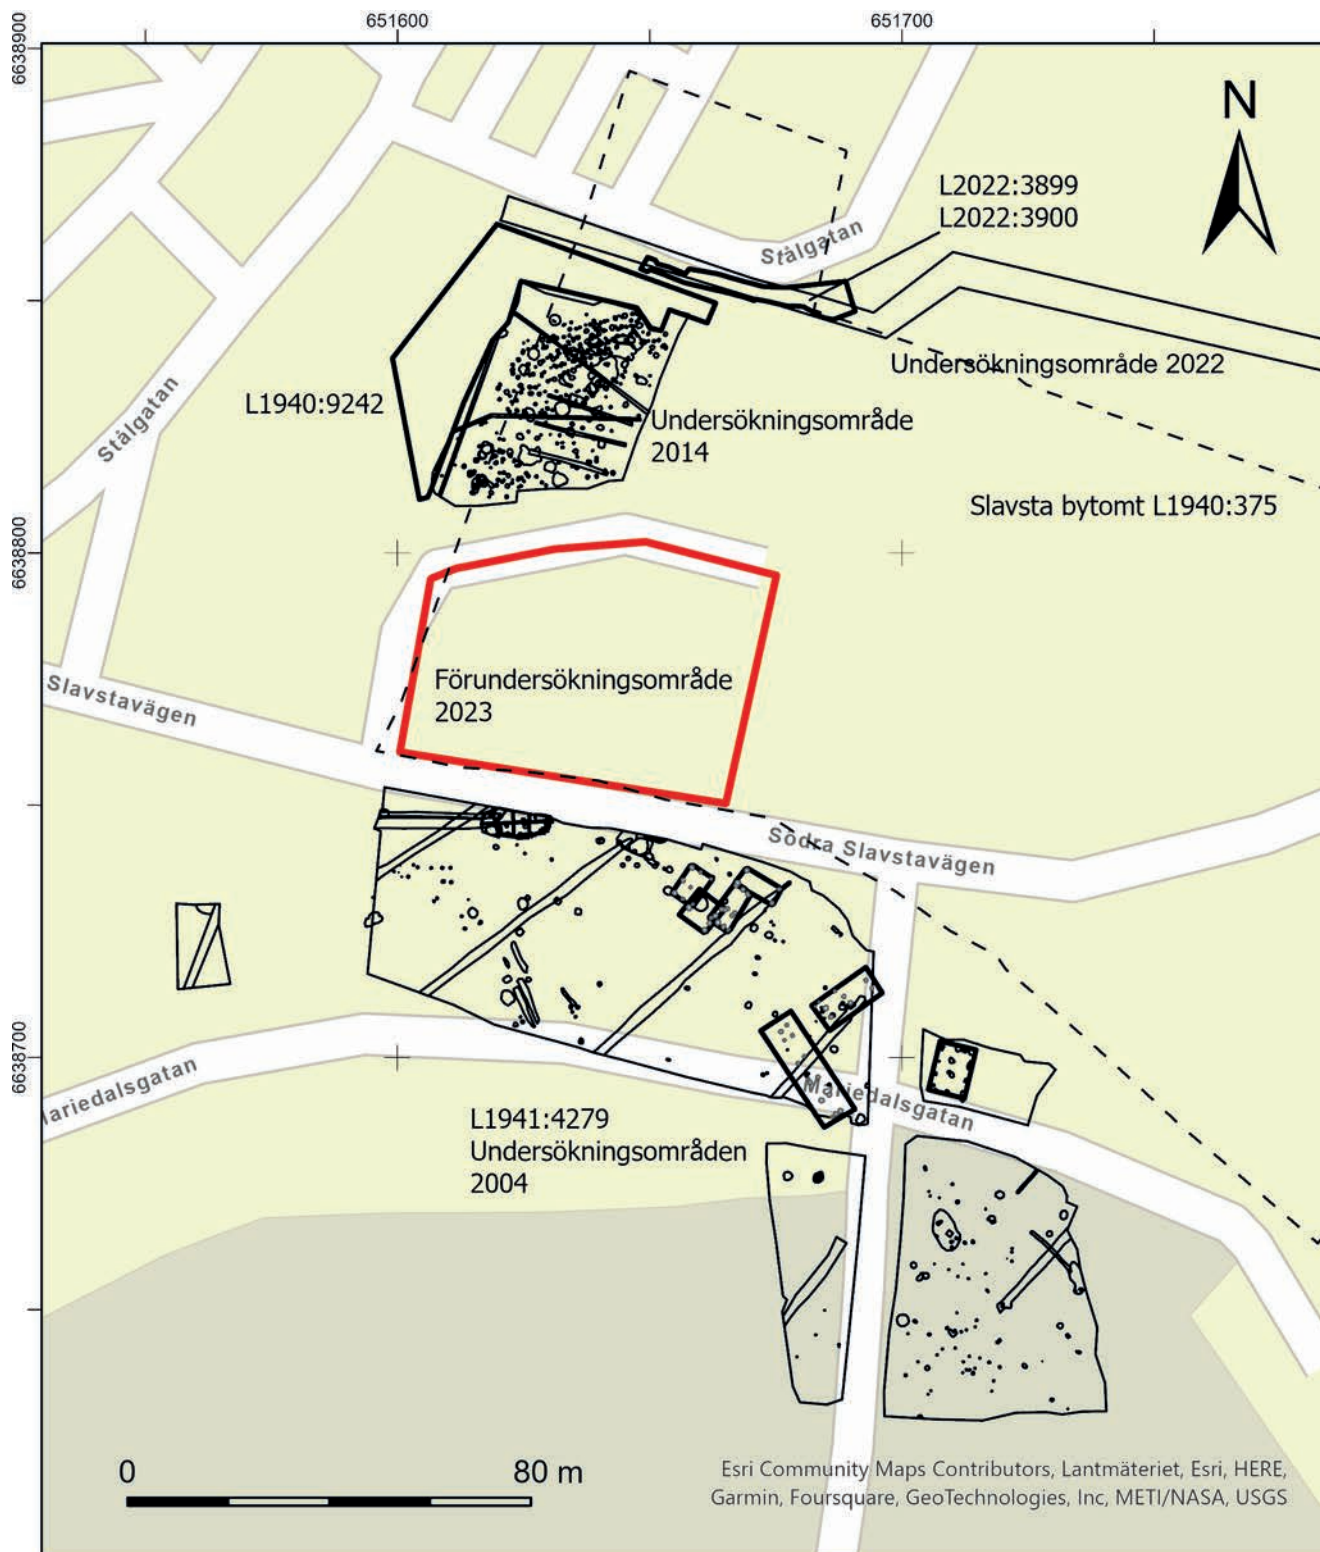 651600
651700
6638900
N
L2022:3899
L2022:3900
Stålgatan
Undersökningsområde 2022
L1940:9242
Stålgatan
Undersökningsområde
2014
Slavsta bytomt L1940:375
6638800
Förundersökningsområde
2023
Slavstavägen
Södra Slavstavägen
6638700
Mariedalsgatan
ariedalsgatan
L1941:4279
Undersökningsområden
2004
0
80 m
Esri Community Maps Contributors, Lantmäteriet, Esri, HERE,
Garmin, Foursquare, GeoTechnologies, Inc, METI/NASA, USGS